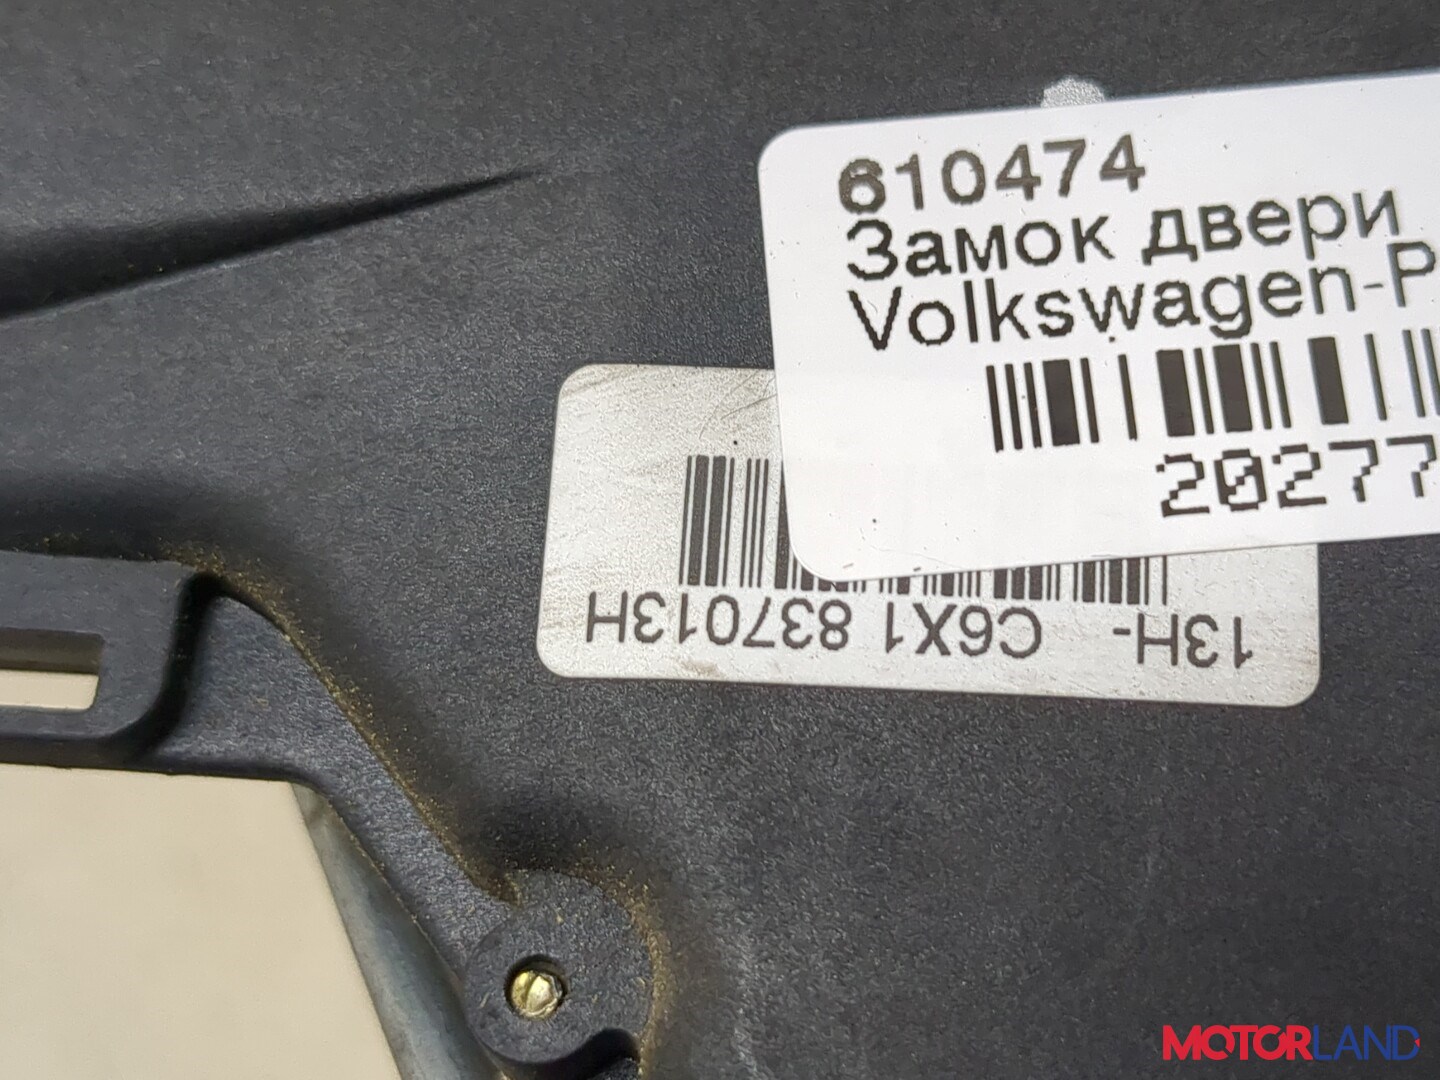 610474
Замок двери
Volkswagen-P
20277
13H- C6X1 837013H
MOTORLAND